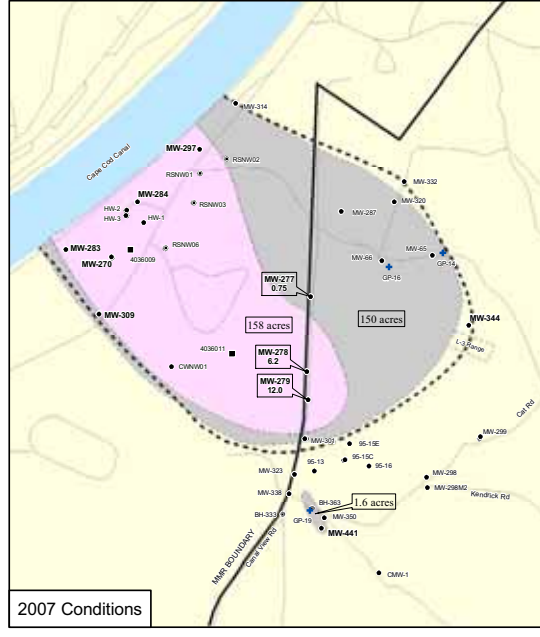 MW-314
Cape Cod Canal
MW-297
RSNW02
RSNW01
MW-332
MW-284
RSNW03
MW-320
HW-2
HW-3
HW-1
MW-287
MW-283
RSNW06
4036009
MW-270
MW-65
GP-14
MW-66
GP-16
MW-277
0.75
MW-309
158 acres
150 acres
MW-344
L-3 Range
4036011
MW-278
6.2
CWNW01
MW-279
12.0
Cat Rd
MW-301
95-15E
MW-299
95-15C
95-13
95-16
MW-323
MW-298
MW-338
MW-298M2
Kendrick Rd
BH-363
1.6 acres
BH-333
GP-19
MW-350
MW-441
Canal View Rd
MMR BOUNDARY
CMW-1
2007 Conditions